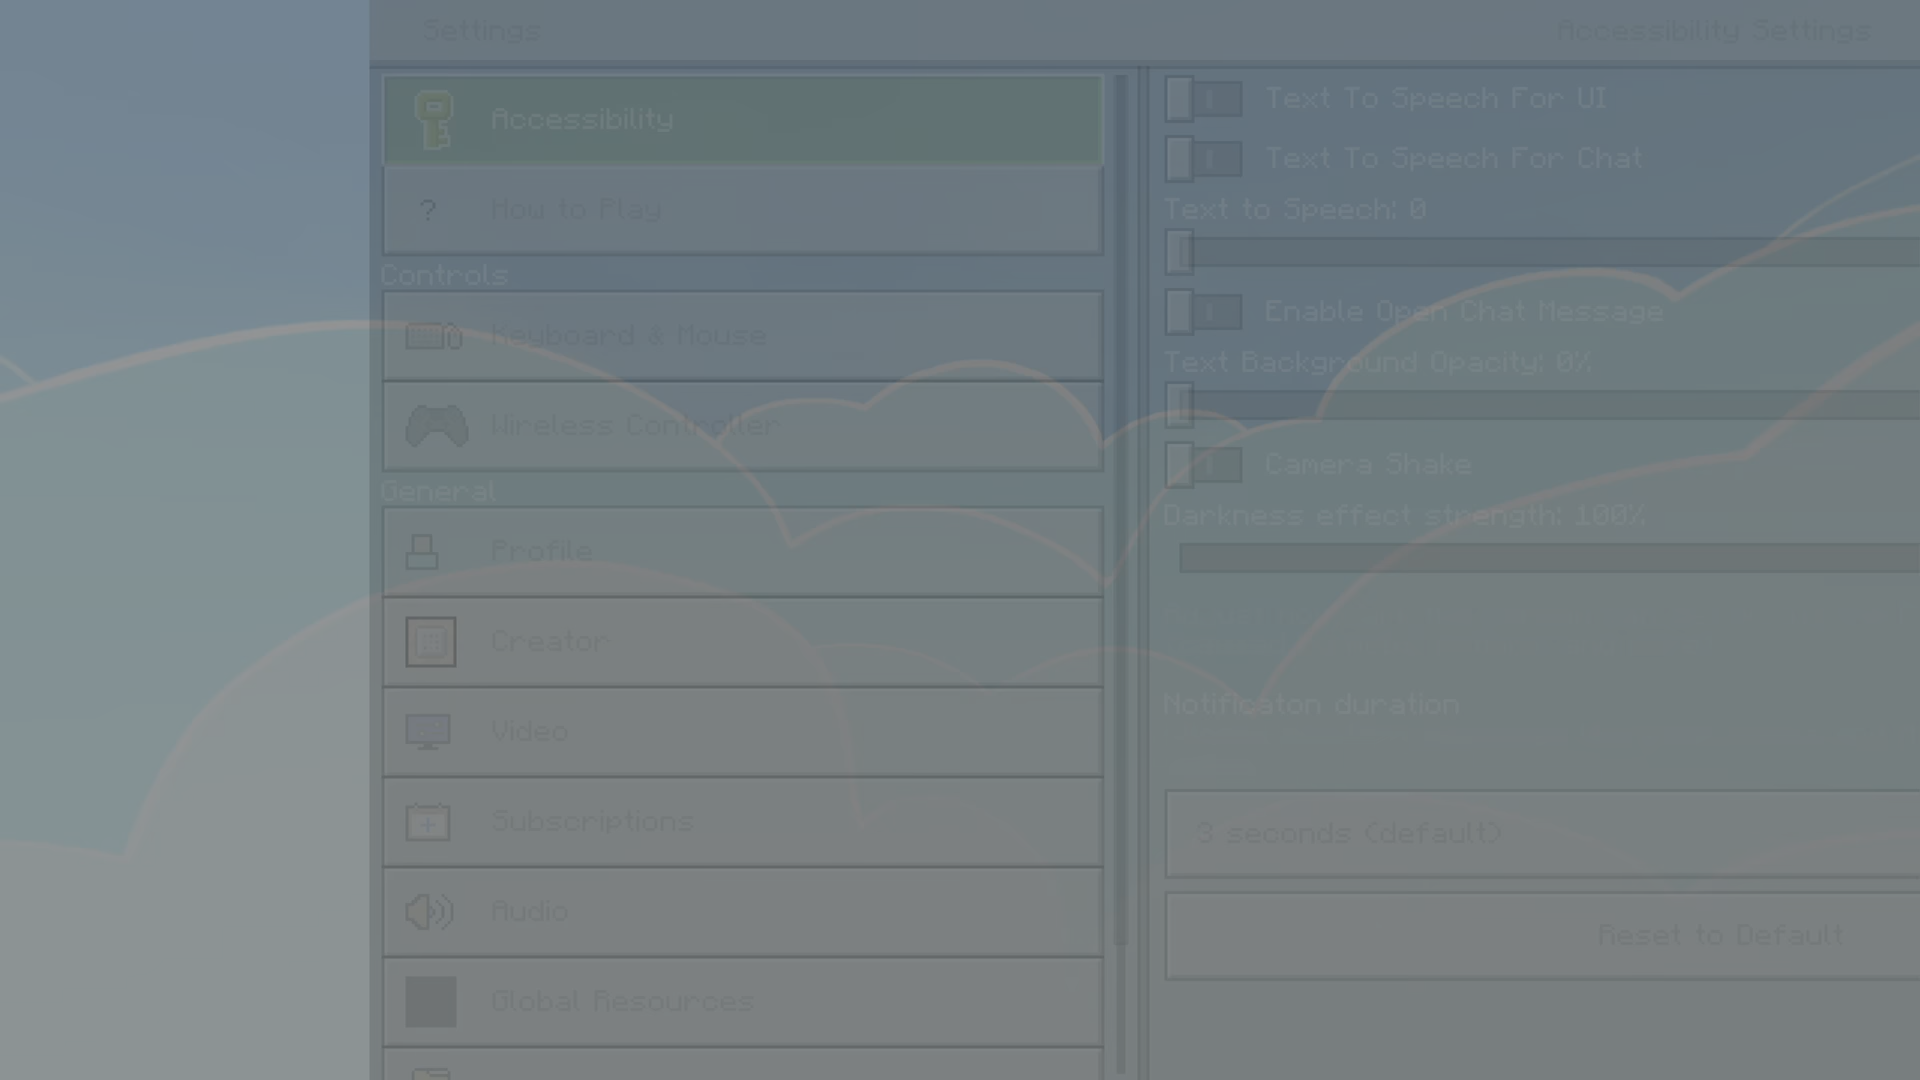 Settings
Accessibility Settings
Accessibility
How to Play
Controls
Keyboard & Mouse
Wireless Controller
General
Profile
Creator
Video
Subscriptions
Audio
Global Resources
Text To Speech For UI
Text To Speech For Chat
Text to Speech: 0
Enable Open Chat Message
Text Background Opacity: 0%
Camera Shake
Darkness effect strength: 100%
Notificaton duration
3 seconds (default)
Reset to Default